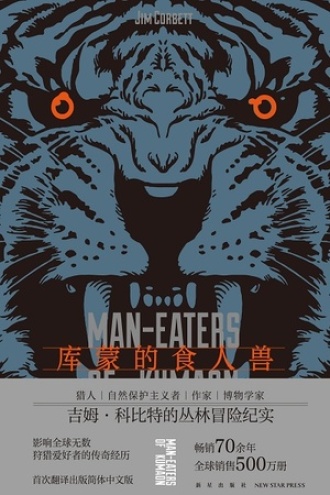 JIM CORBETT
MAN-EATERS
库蒙的食人兽
OF KUMAON
猎人 | 自然保护主义者 | 作家 | 博物学家
吉姆·科比特的丛林冒险纪实
影响全球无数
狩猎爱好者的传奇经历
首次翻译出版简体中文版
MAN-EATERS
OF KUMAON
畅销70余年
全球销售500万册
新星出版社 NEW STAR PRESS